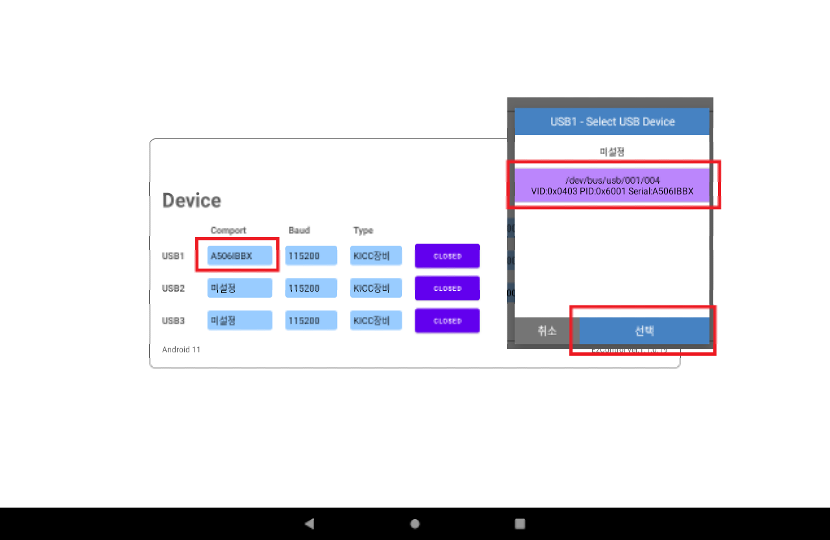 USB1 - Select USB Device
미설정
/dev/bus/usb/001/004
VID:0x0403 PID:0x6001 Serial:A506IBBX
취소 선택
Device
Comport Baud Type
USB1 A506IBBX 115200 KICC장비 CLOSED
USB2 미설정 115200 KICC장비 CLOSED
USB3 미설정 115200 KICC장비 CLOSED
Android 11